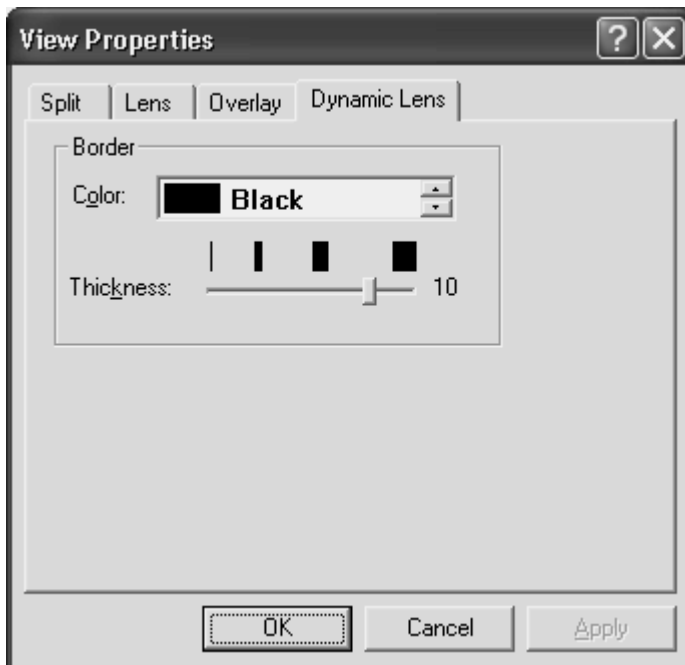 View Properties
Split Lens Overlay Dynamic Lens
Border
Color: Black
Thickness: 10
OK Cancel Apply